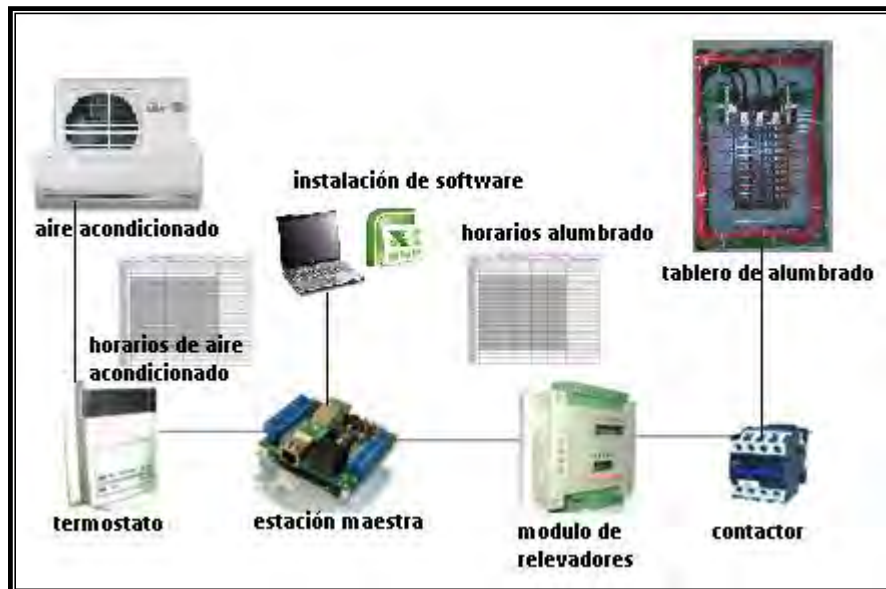 instalación de software
aire acondicionado
horarios alumbrado
tablero de alumbrado
horarios de aire
acondicionado
termostato
estación maestra
modulo de
relevadores
contactor